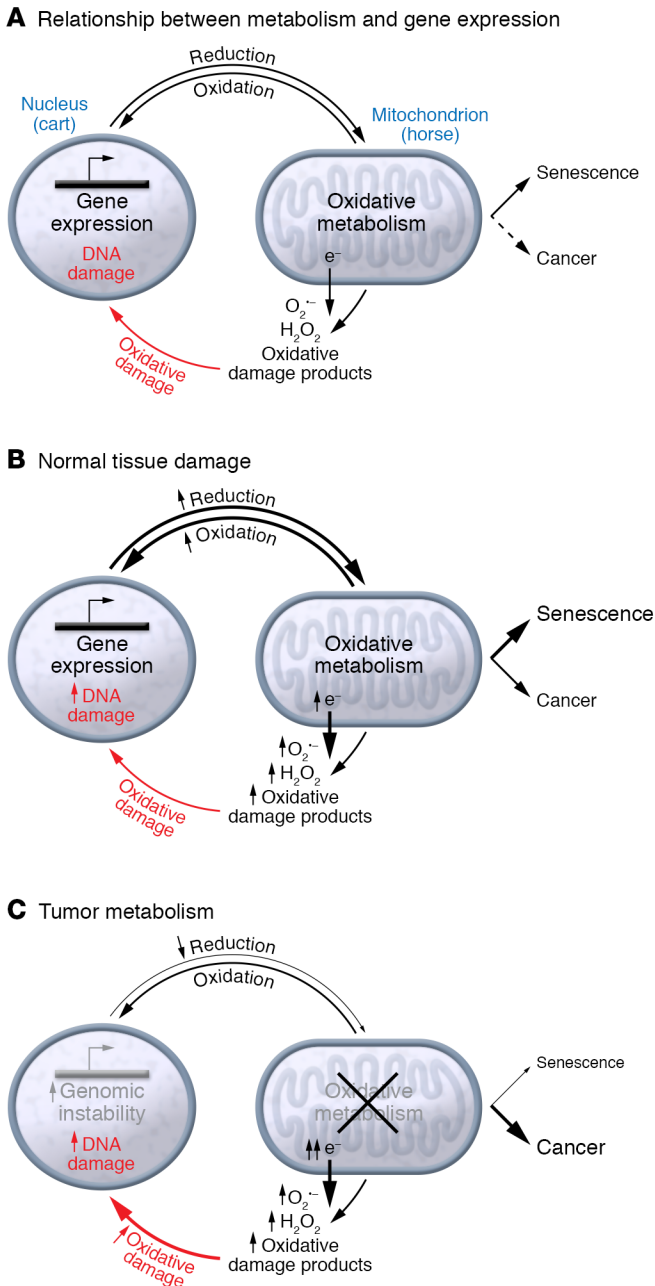 A Relationship between metabolism and gene expression
Reduction
Oxidation
Nucleus
(cart)
Mitochondrion
(horse)
Gene
expression
DNA
damage
Oxidative
metabolism
e⁻
Senescence
Cancer
O₂•⁻
H₂O₂
Oxidative
damage products
Oxidative
damage
B Normal tissue damage
Reduction
Oxidation
Gene
expression
DNA
damage
Oxidative
metabolism
e⁻
Senescence
Cancer
O₂•⁻
H₂O₂
Oxidative
damage products
Oxidative
damage
C Tumor metabolism
Reduction
Oxidation
Genomic
instability
DNA
damage
Oxidative
metabolism
e⁻
Senescence
Cancer
O₂•⁻
H₂O₂
Oxidative
damage products
Oxidative
damage